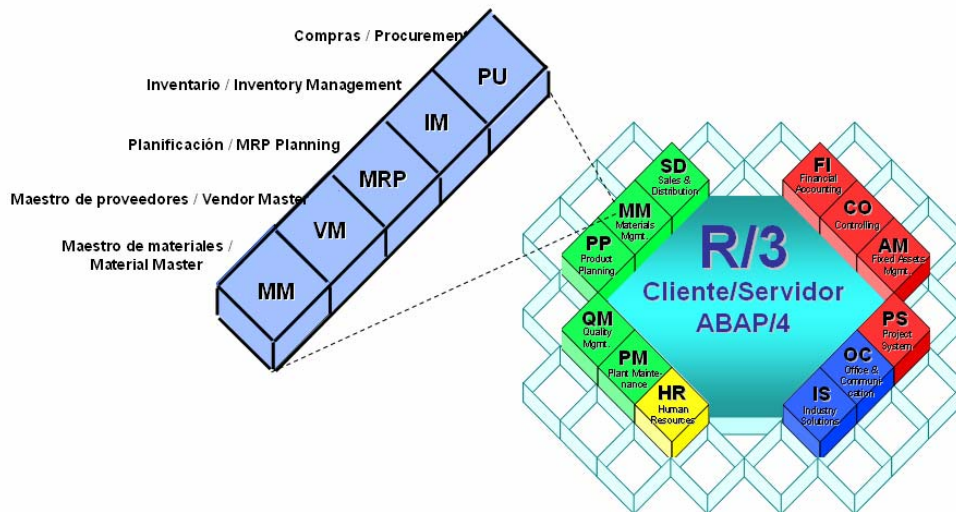 Compras / Procurement
PU
Inventario / Inventory Management
IM
Planificación / MRP Planning
MRP
Maestro de proveedores / Vendor Master
VM
Maestro de materiales /
Material Master
MM
SD
Sales &
Distribution
MM
Materials
Mgmt.
PP
Product
Planning
QM
Quality
Mgmt.
PM
Plant Mainte-
nance
HR
Human
Resources
R/3
Cliente/Servidor
ABAP/4
FI
Financial
Accounting
CO
Controlling
AM
Fixed Assets
Mgmt.
PS
Project
System
OC
Office &
Communi-
cation
IS
Industry
Solutions